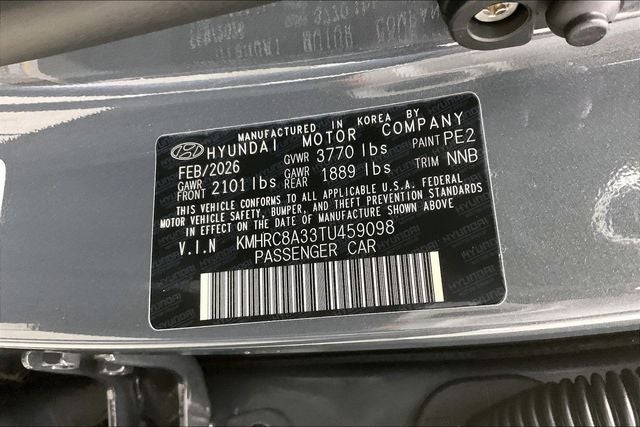 MANUFACTURED IN KOREA BY
HYUNDAI MOTOR COMPANY
FEB/2026 GVWR 3770 lbs PAINT PE2
GAWR FRONT 2101 lbs GAWR REAR 1889 lbs TRIM NNB
THIS VEHICLE CONFORMS TO ALL APPLICABLE U.S.A. FEDERAL
MOTOR VEHICLE SAFETY, BUMPER, AND THEFT PREVENTION STANDARDS
IN EFFECT ON THE DATE OF MANUFACTURE SHOWN ABOVE
V.I.N KMHRC8A33TU459098
PASSENGER CAR